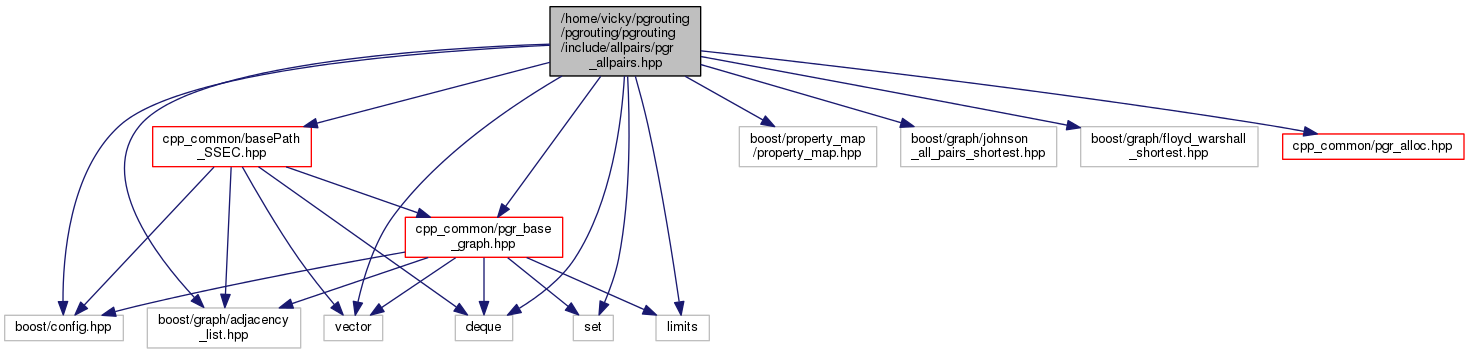 /home/vicky/pgrouting
/pgrouting/pgrouting
/include/allpairs/pgr
_allpairs.hpp
cpp_common/basePath
_SSEC.hpp
boost/property_map
/property_map.hpp
boost/graph/johnson
_all_pairs_shortest.hpp
boost/graph/floyd_warshall
_shortest.hpp
cpp_common/pgr_alloc.hpp
cpp_common/pgr_base
_graph.hpp
boost/config.hpp
boost/graph/adjacency
_list.hpp
vector
deque
set
limits